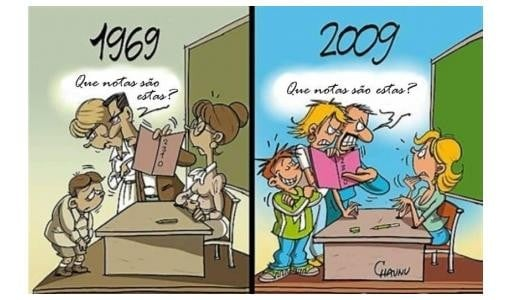 1969
Que notas são
estas?
2009
Que notas são estas?
CHAUNU